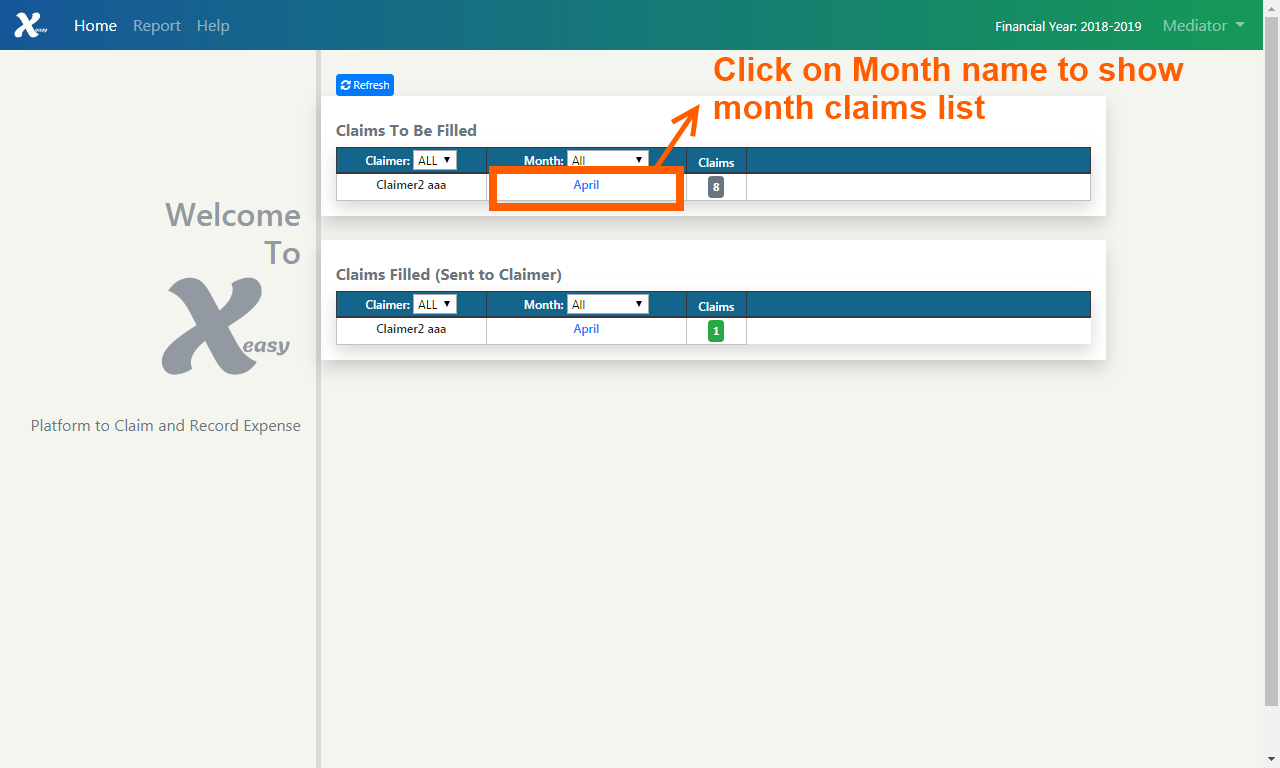 X easy Home Report Help Financial Year: 2018-2019 Mediator
Click on Month name to show
month claims list
Refresh
Claims To Be Filled
Claimer: ALL Month: All Claims
Claimer2 aaa April 8
Welcome
To
X easy
Platform to Claim and Record Expense
Claims Filled (Sent to Claimer)
Claimer: ALL Month: All Claims
Claimer2 aaa April 1